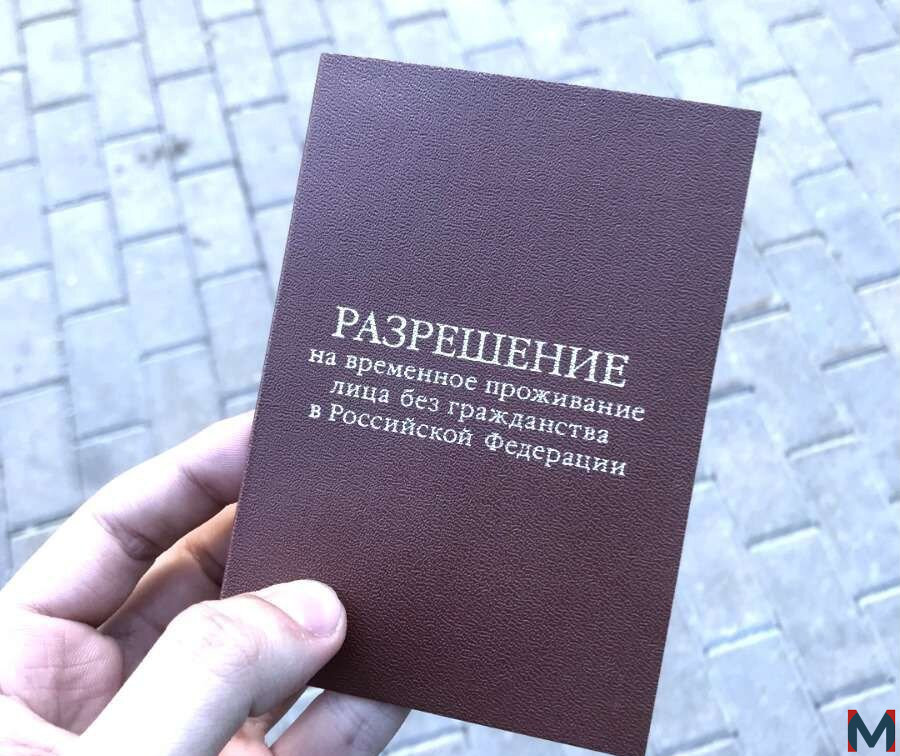 РАЗРЕШЕНИЕ
на временное проживание
лица без гражданства
в Российской Федерации
M